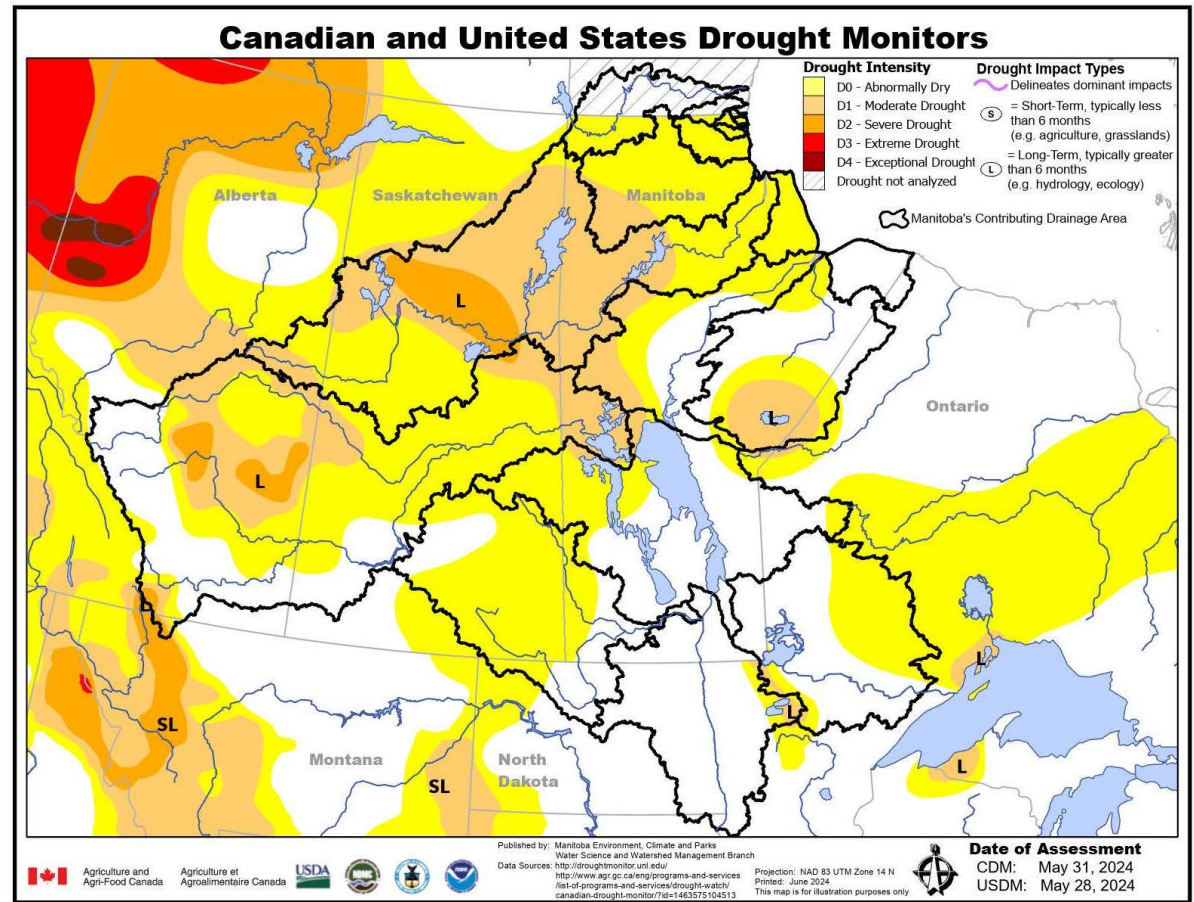 Canadian and United States Drought Monitors
Drought Intensity
D0 - Abnormally Dry
D1 - Moderate Drought
D2 - Severe Drought
D3 - Extreme Drought
D4 - Exceptional Drought
Drought not analyzed
Drought Impact Types
Delineates dominant impacts
S
= Short-Term, typically less
than 6 months
(e.g. agriculture, grasslands)
L
= Long-Term, typically greater
than 6 months
(e.g. hydrology, ecology)
Manitoba's Contributing Drainage Area
Alberta
Saskatchewan
Manitoba
L
L
L
Ontario
L
L
L
SL
Montana
North
Dakota
SL
L
Agriculture and
Agri-Food Canada
Agriculture et
Agroalimentaire Canada
USDA
Published by: Manitoba Environment, Climate and Parks
Water Science and Watershed Management Branch
Data Sources: http://droughtmonitor.unl.edu/
http://www.agr.gc.ca/eng/programs-and-services
/list-of-programs-and-services/drought-watch/
canadian-drought-monitor/?id=1463575104513
Projection: NAD 83 UTM Zone 14 N
Printed: June 2024
This map is for illustration purposes only
Date of Assessment
CDM: May 31, 2024
USDM: May 28, 2024